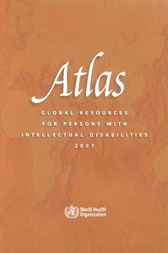 Atlas
GLOBAL RESOURCES
FOR PERSONS WITH
INTELLECTUAL DISABILITIES
2007
World Health
Organization